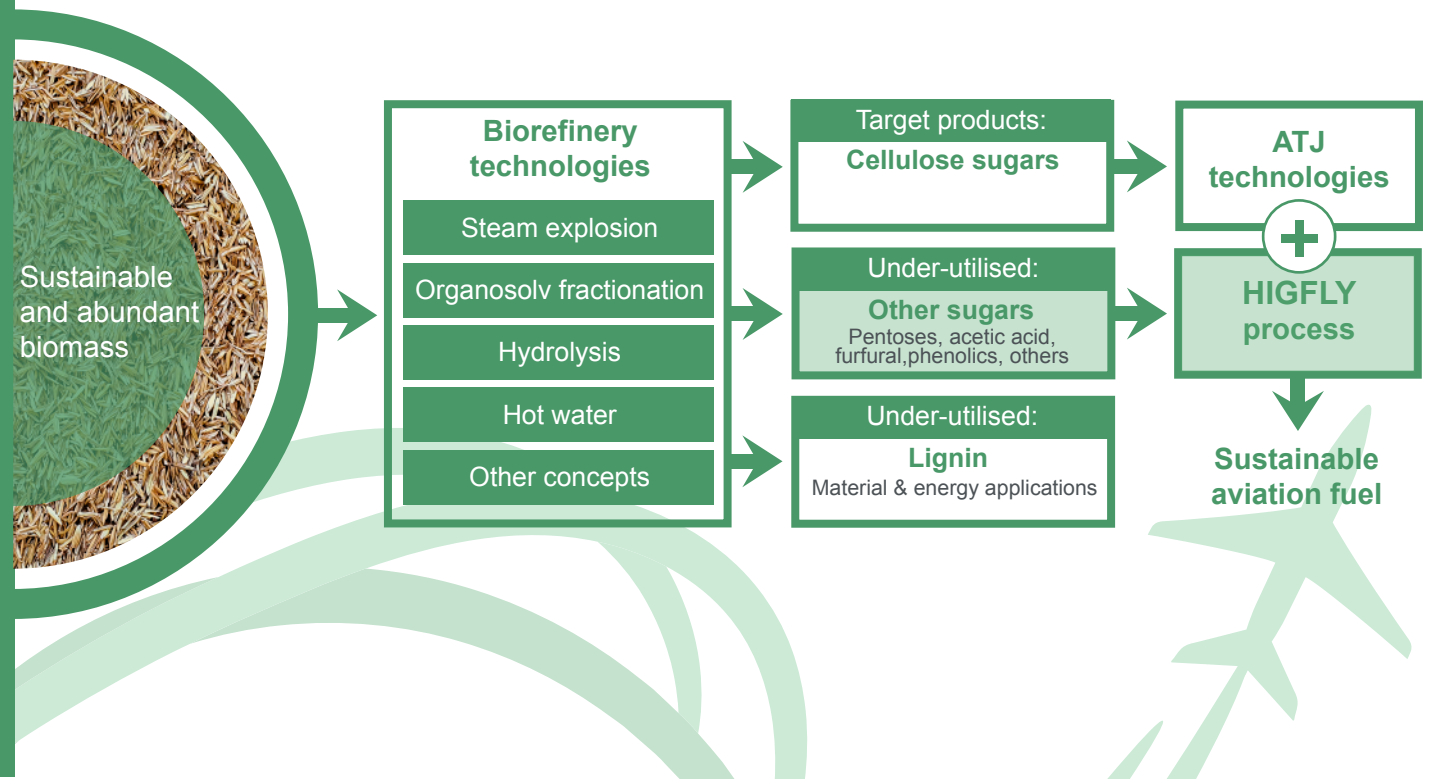 Sustainable
and abundant
biomass
Biorefinery
technologies
Steam explosion
Organosolv fractionation
Hydrolysis
Hot water
Other concepts
Target products:
Cellulose sugars
Under-utilised:
Other sugars
Pentoses, acetic acid,
furfural,phenolics, others
Under-utilised:
Lignin
Material & energy applications
ATJ
technologies
+
HIGFLY
process
Sustainable
aviation fuel